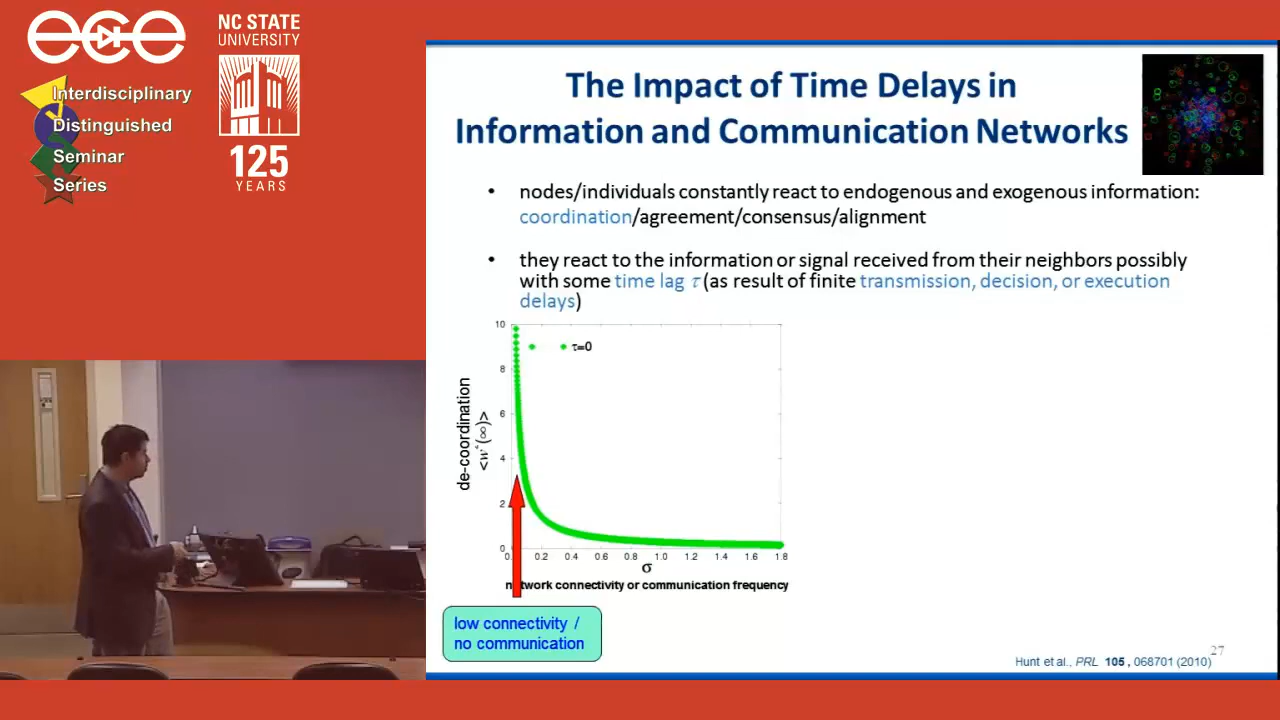 ece
NC STATE
UNIVERSITY
125
YEARS
Interdisciplinary
Distinguished
Seminar
Series
The Impact of Time Delays in
Information and Communication Networks
• nodes/individuals constantly react to endogenous and exogenous information:
coordination/agreement/consensus/alignment
• they react to the information or signal received from their neighbors possibly
with some time lag τ (as result of finite transmission, decision, or execution
delays)
10
8
6
4
2
0
τ=0
de-coordination
<w²(∞)>
0.2 0.4 0.6 0.8 1.0 1.2 1.4 1.6 1.8
σ
network connectivity or communication frequency
low connectivity /
no communication
27
Hunt et al., PRL 105, 068701 (2010)